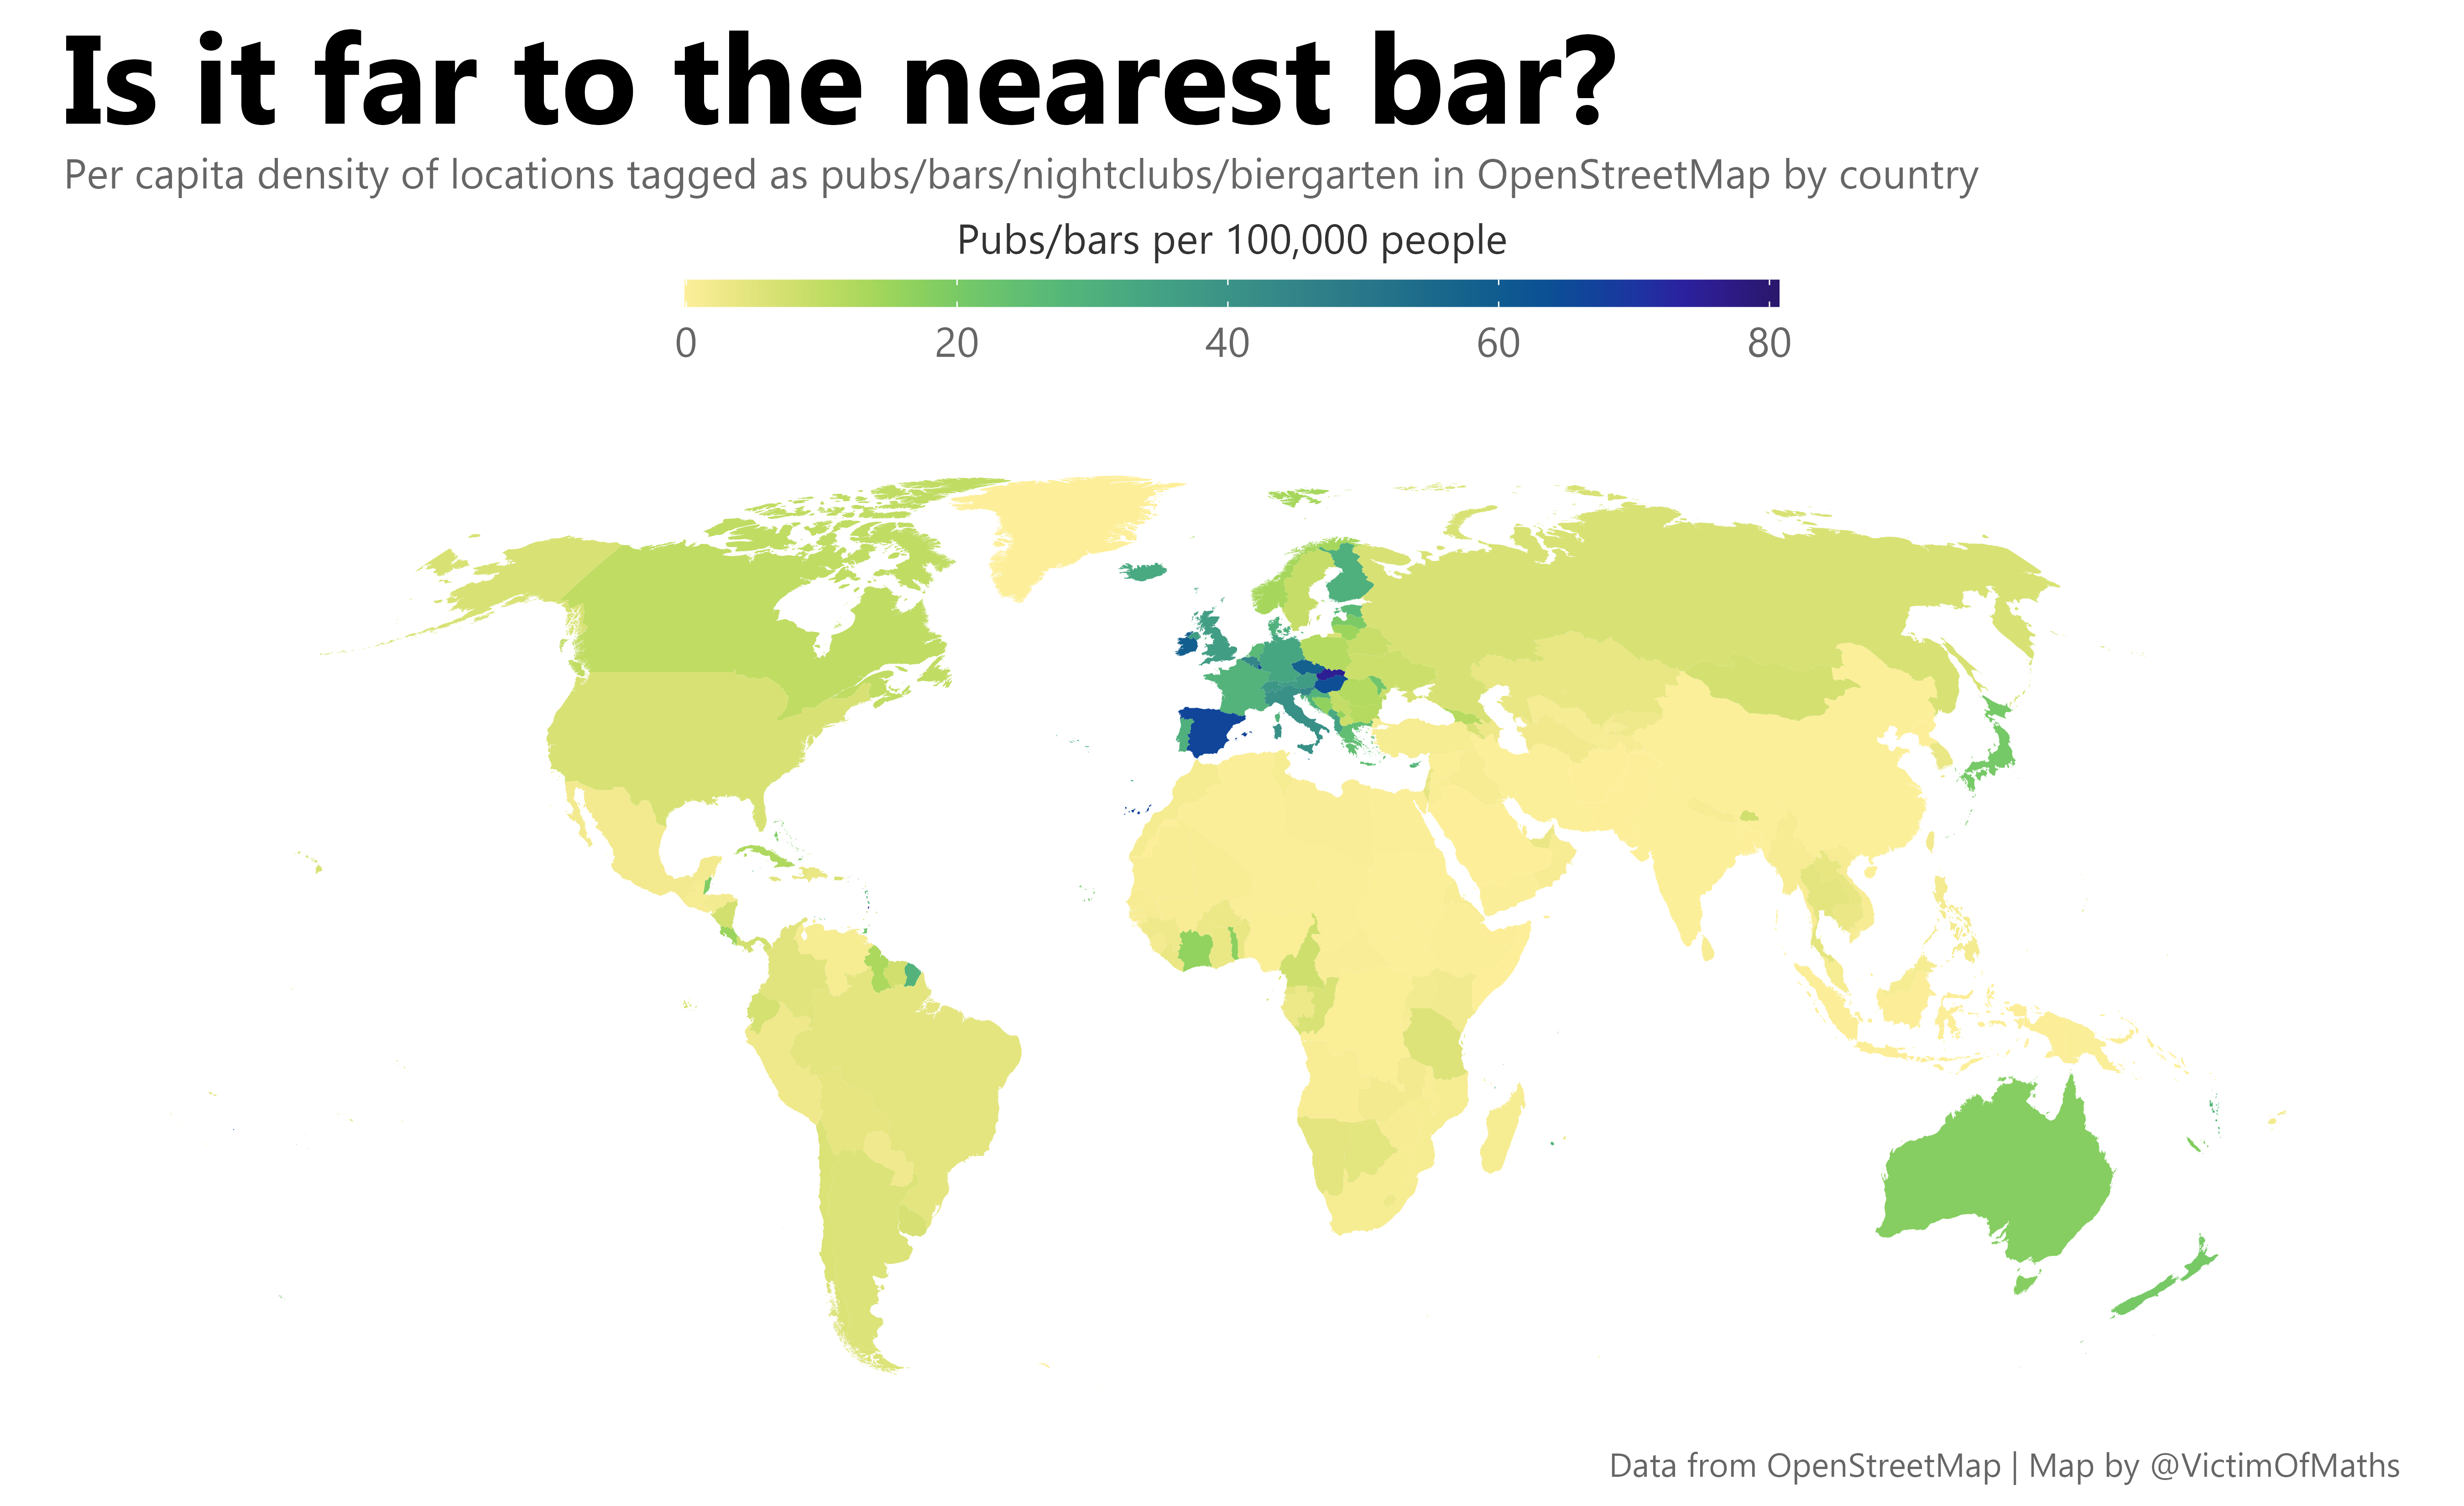 Is it far to the nearest bar?
Per capita density of locations tagged as pubs/bars/nightclubs/biergarten in OpenStreetMap by country
Pubs/bars per 100,000 people
0 20 40 60 80
Data from OpenStreetMap | Map by @VictimOfMaths